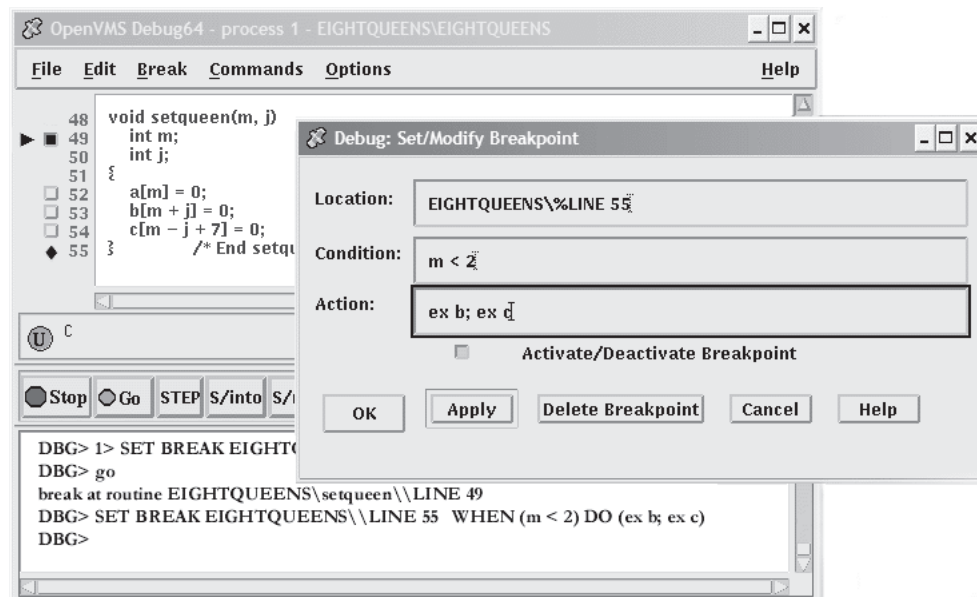 OpenVMS Debug64 - process 1 - EIGHTQUEENS\EIGHTQUEENS
File Edit Break Commands Options Help
48 void setqueen(m, j)
49 int m;
50 int j;
51 {
52 a[m] = 0;
53 b[m + j] = 0;
54 c[m - j + 7] = 0;
55 } /* End setqu
Debug: Set/Modify Breakpoint
Location: EIGHTQUEENS\%LINE 55
Condition: m < 2
Action: ex b; ex c
Activate/Deactivate Breakpoint
OK Apply Delete Breakpoint Cancel Help
U C
Stop Go STEP S/into S/
DBG> 1> SET BREAK EIGHT
DBG> go
break at routine EIGHTQUEENS\setqueen\\LINE 49
DBG> SET BREAK EIGHTQUEENS\\LINE 55 WHEN (m < 2) DO (ex b; ex c)
DBG>